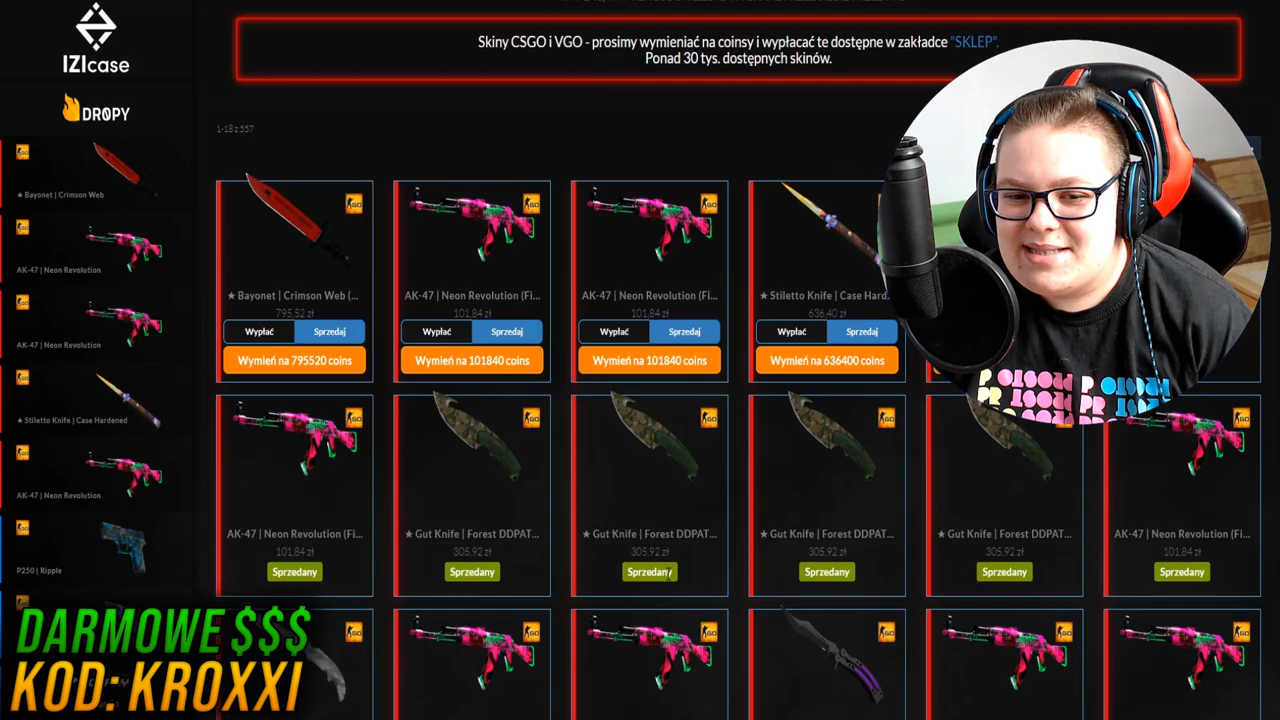 IZIcase
DR0PY
★ Bayonet | Crimson Web
AK-47 | Neon Revolution
AK-47 | Neon Revolution
★ Stiletto Knife | Case Hardened
AK-47 | Neon Revolution
P250 | Ripple
Skiny CSGO i VGO - prosimy wymieniać na coinsy i wypłacać te dostępne w zakładce "SKLEP".
Ponad 30 tys. dostępnych skinów.
1-18 z 557
★ Bayonet | Crimson Web (...
795,52 zł
Wypłać Sprzedaj
Wymień na 795520 coins
AK-47 | Neon Revolution (Fi...
101,84 zł
Wypłać Sprzedaj
Wymień na 101840 coins
AK-47 | Neon Revolution (Fi...
101,84 zł
Wypłać Sprzedaj
Wymień na 101840 coins
★ Stiletto Knife | Case Hard...
636,40 zł
Wypłać Sprzedaj
Wymień na 636400 coins
AK-47 | Neon Revolution (Fi...
101,84 zł
Sprzedany
★ Gut Knife | Forest DDPAT...
305,92 zł
Sprzedany
★ Gut Knife | Forest DDPAT...
305,92 zł
Sprzedany
★ Gut Knife | Forest DDPAT...
305,92 zł
Sprzedany
★ Gut Knife | Forest DDPAT...
305,92 zł
Sprzedany
AK-47 | Neon Revolution (Fi...
101,84 zł
Sprzedany
DARMOWE $$$
KOD: KROXXI